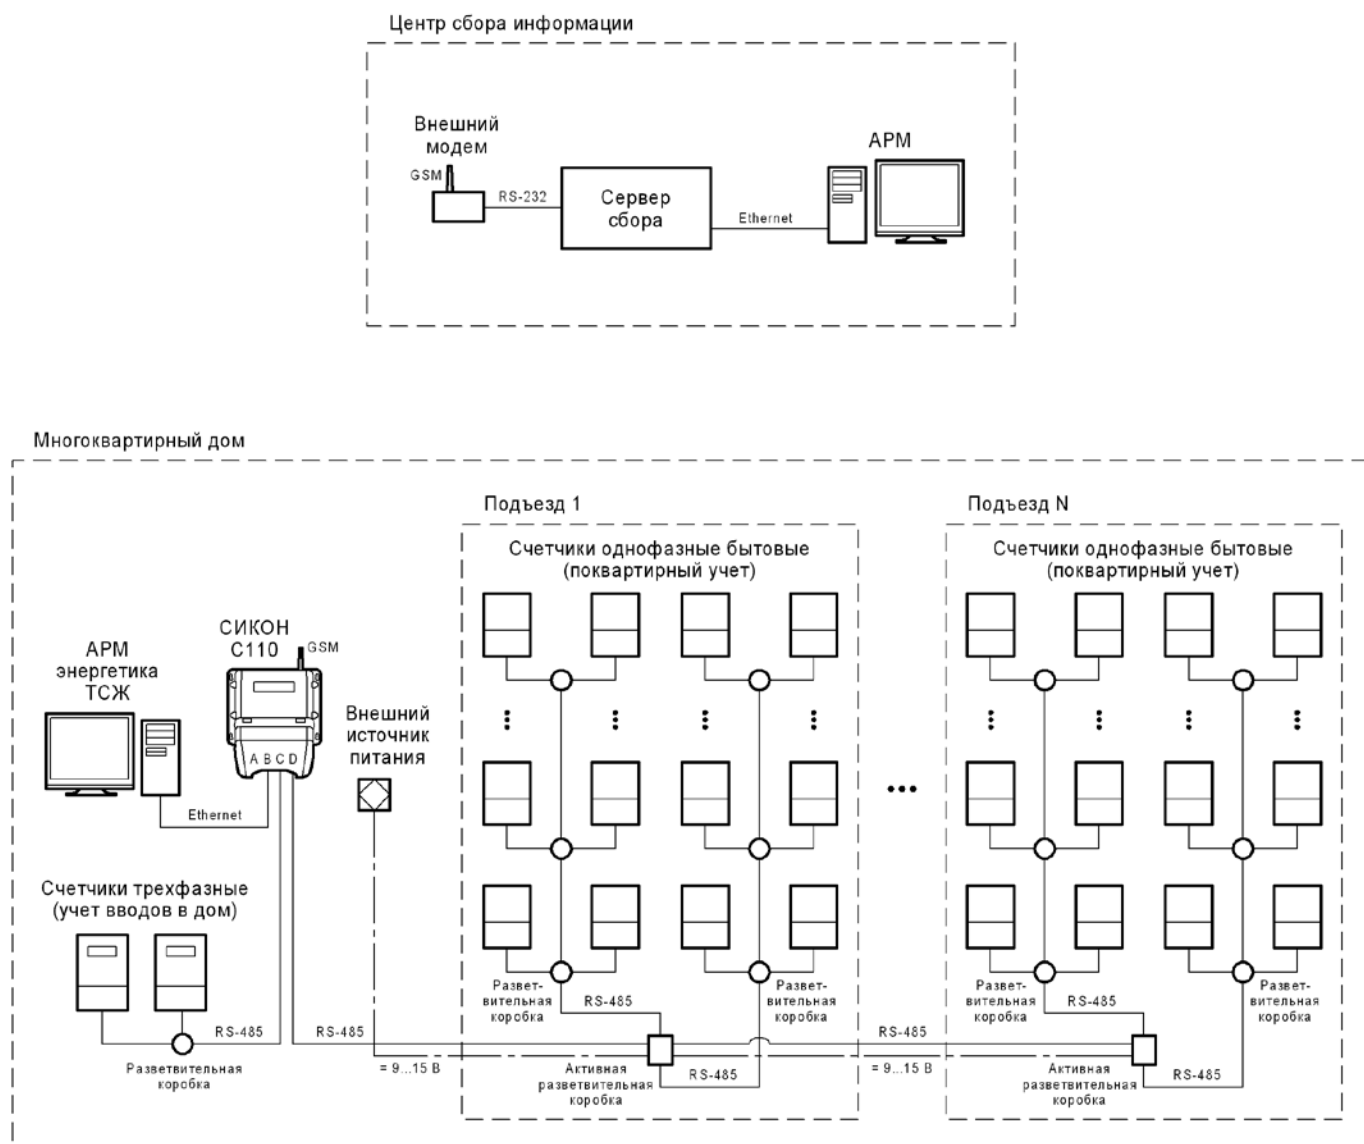 Центр сбора информации
Внешний
модем
GSM
RS-232
Сервер
сбора
Ethernet
АРМ
Многоквартирный дом
АРМ
энергетика
ТСЖ
СИКОН
С110
GSM
A B C D
Ethernet
Внешний
источник
питания
Счетчики трехфазные
(учет вводов в дом)
RS-485
Разветвительная
коробка
RS-485
= 9...15 В
Подъезд 1
Счетчики однофазные бытовые
(поквартирный учет)
Развет-
вительная
коробка
RS-485
Развет-
вительная
коробка
Активная
разветвительная
коробка
RS-485
RS-485
= 9...15 В
Подъезд N
Счетчики однофазные бытовые
(поквартирный учет)
Развет-
вительная
коробка
RS-485
Развет-
вительная
коробка
Активная
разветвительная
коробка
RS-485